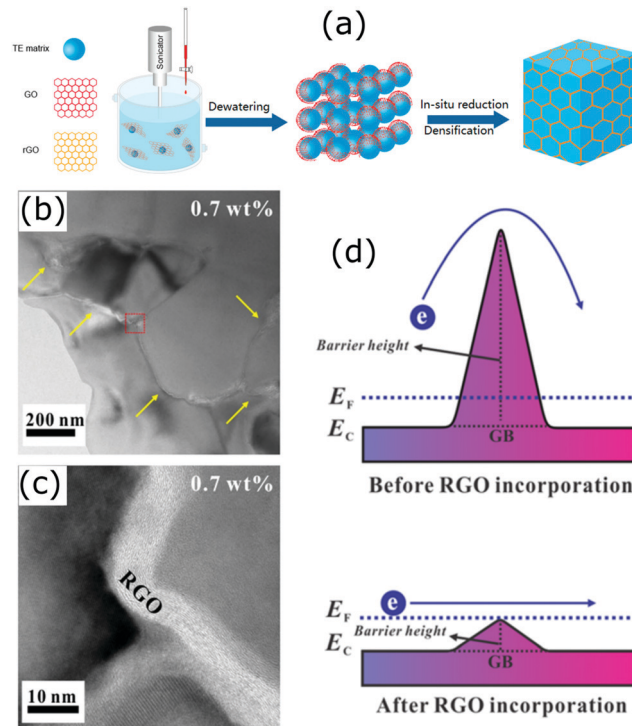 (a)
TE matrix
GO
rGO
Sonicator
Dewatering
In-situ reduction
Densification
(b)
0.7 wt%
200 nm
(c)
0.7 wt%
RGO
10 nm
(d)
e
Barrier height
E_F
E_C
GB
Before RGO incorporation
e
E_F
Barrier height
E_C
GB
After RGO incorporation